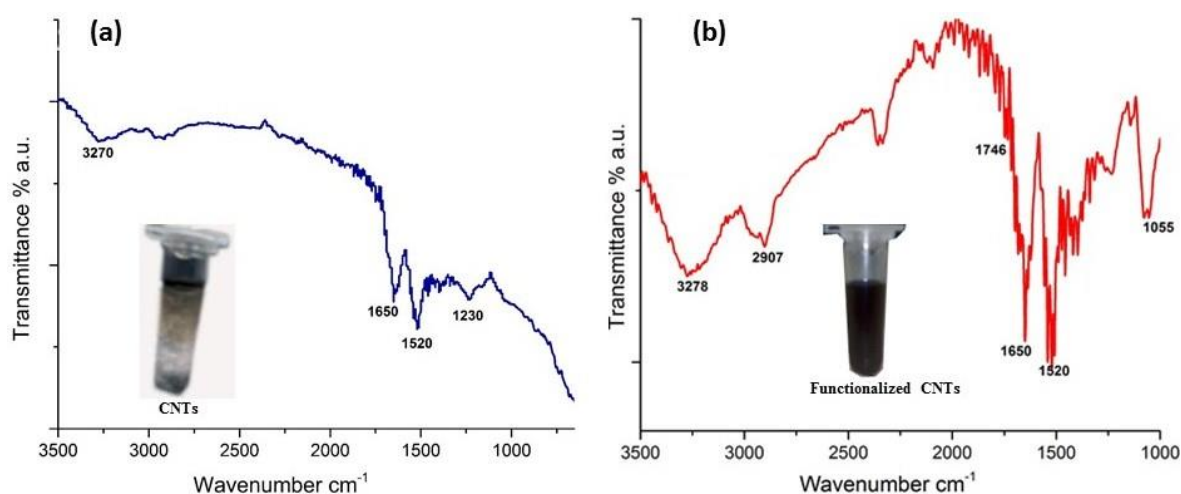 (a)
Transmittance % a.u.
3270
1650
1520
1230
CNTs
3500 3000 2500 2000 1500 1000
Wavenumber cm-1
(b)
Transmittance % a.u.
1746
2907
3278
1055
1650
1520
Functionalized CNTs
3500 3000 2500 2000 1500 1000
Wavenumber cm-1